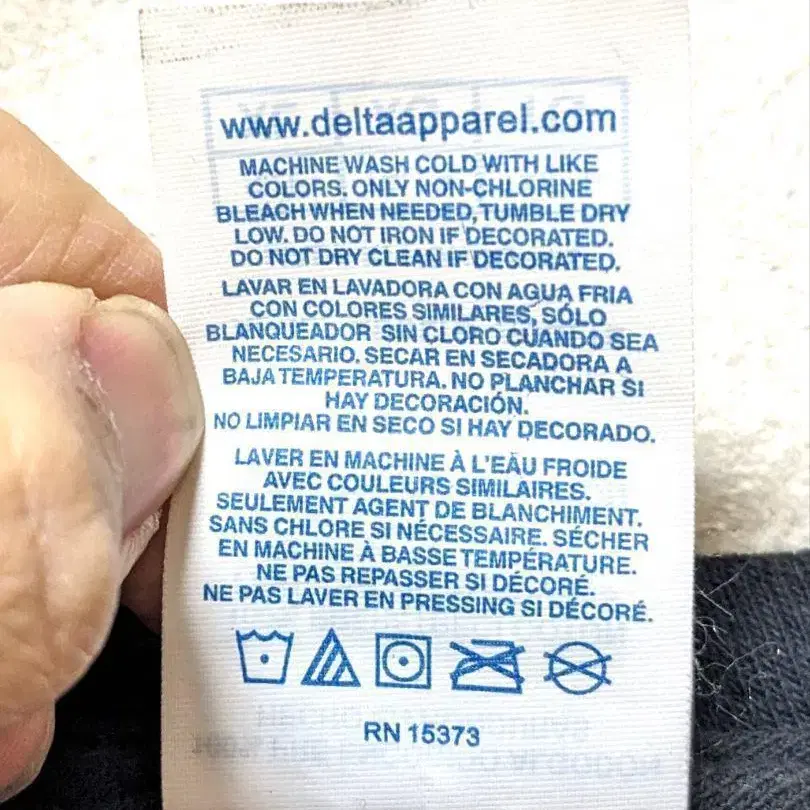 www.deltaapparel.com
MACHINE WASH COLD WITH LIKE
COLORS. ONLY NON-CHLORINE
BLEACH WHEN NEEDED, TUMBLE DRY
LOW. DO NOT IRON IF DECORATED.
DO NOT DRY CLEAN IF DECORATED.
LAVAR EN LAVADORA CON AGUA FRIA
CON COLORES SIMILARES, SÓLO
BLANQUEADOR SIN CLORO CUANDO SEA
NECESARIO. SECAR EN SECADORA A
BAJA TEMPERATURA. NO PLANCHAR SI
HAY DECORACIÓN.
NO LIMPIAR EN SECO SI HAY DECORADO.
LAVER EN MACHINE À L'EAU FROIDE
AVEC COULEURS SIMILAIRES.
SEULEMENT AGENT DE BLANCHIMENT.
SANS CHLORE SI NÉCESSAIRE. SÉCHER
EN MACHINE À BASSE TEMPÉRATURE.
NE PAS REPASSER SI DÉCORÉ.
NE PAS LAVER EN PRESSING SI DÉCORÉ.
RN 15373